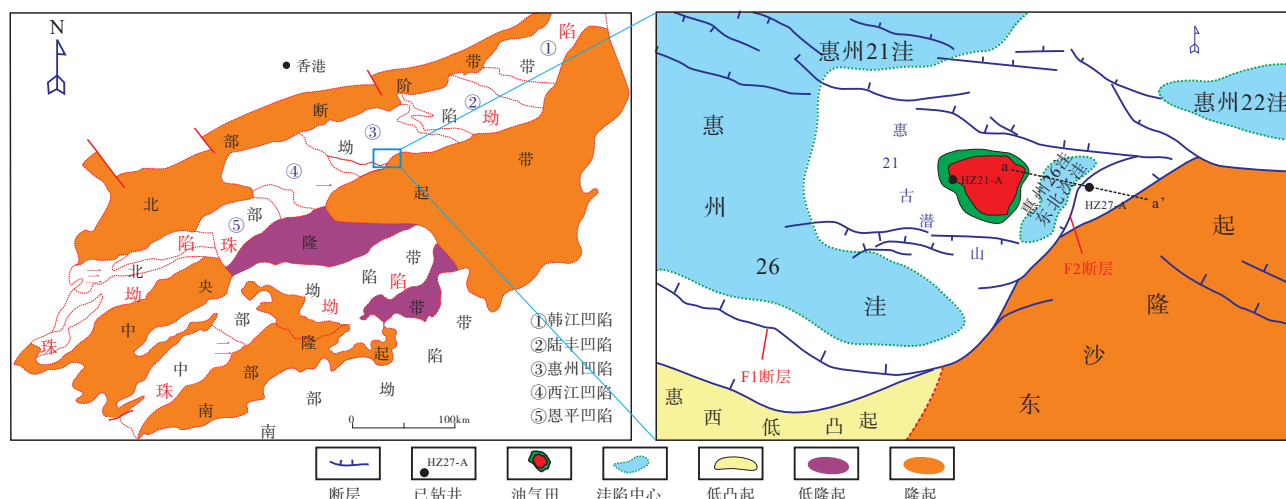 N
香港
①
陷
带
带
阶
②
断
陷
坳
③
部
坳
带
④
一
起
北
部
⑤
珠
隆
陷
带
三
北
陷
陷
坳
央
坳
坳
带
中
部
隆
带
珠
二
起
陷
中
部
坳
珠
部
南
南
①韩江凹陷
②陆丰凹陷
③惠州凹陷
④西江凹陷
⑤恩平凹陷
0 100km
惠州21洼
惠州22洼
惠
州
26
洼
惠
21
古
潜
山
HZ21-A
a
a'
惠州26洼
东北次洼
HZ27-A
F2断层
F1断层
起
隆
沙
东
惠
西
低
凸
起
HZ27-A
断层
已钻井
油气田
洼陷中心
低凸起
低隆起
隆起